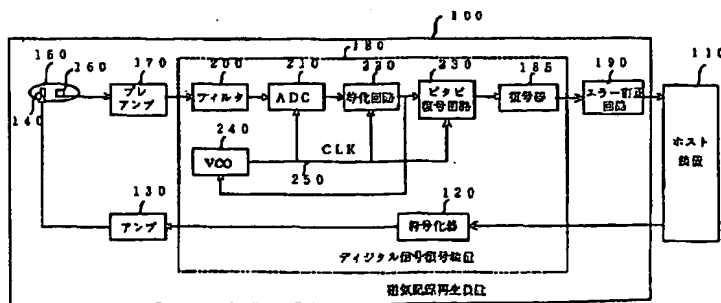 100
180
150
160
170
200
210
220
230
185
190
110
140
プレ
アンプ
フィルタ
ADC
等化回路
ビタビ
復号回路
復号器
エラー訂正
回路
240
CLK
VCO
250
ホスト
装置
130
120
アンプ
符号化器
ディジタル信号復号装置
磁気記録再生装置